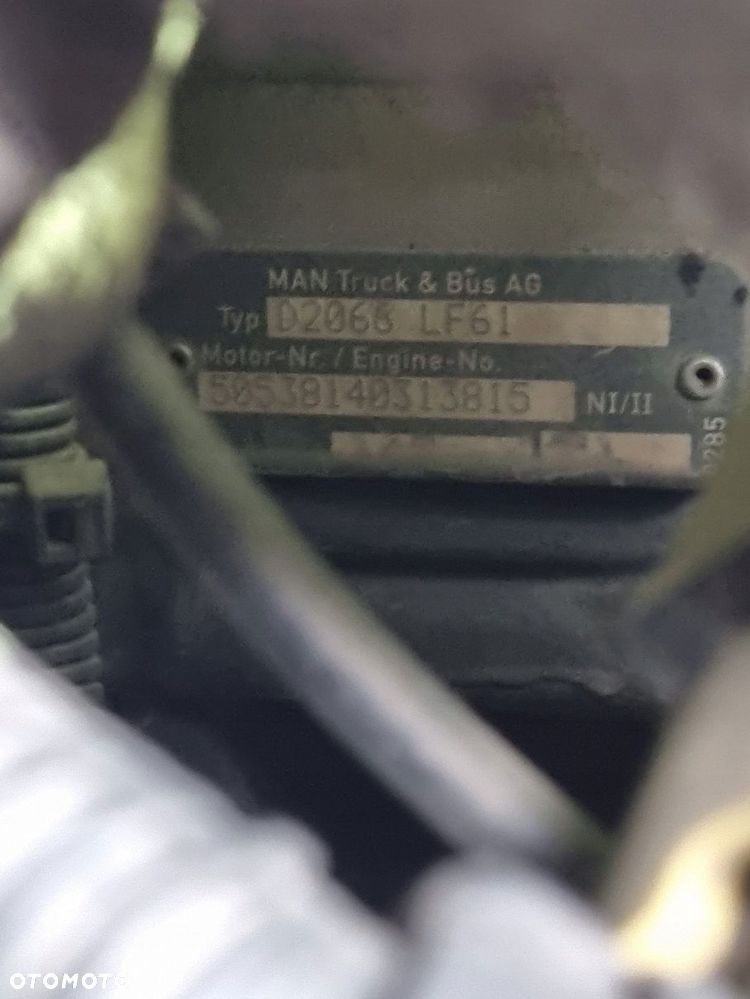 MAN Truck & Bus AG
Typ D2066 LF61
Motor-Nr. / Engine-No.
50538140313815 NI/II
OTOMOTO